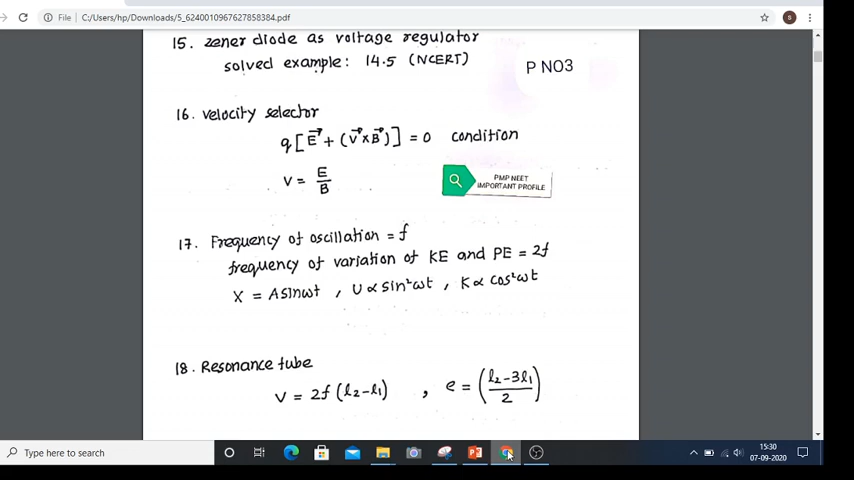 File
C:/Users/hp/Downloads/5_6240010967627858384.pdf
S
15. zener diode as voltage regulator
solved example: 14.5 (NCERT)
P NO3
16. velocity selector
q[E⃗ + (V⃗ × B⃗)] = 0 condition
V = E/B
PMP NEET
IMPORTANT PROFILE
17. Frequency of oscillation = f
frequency of variation of KE and PE = 2f
X = Asinωt , U ∝ sin²ωt , K ∝ cos²ωt
18. Resonance tube
V = 2f (l₂-l₁) , e = (l₂-3l₁/2)
Type here to search
15:30
07-09-2020